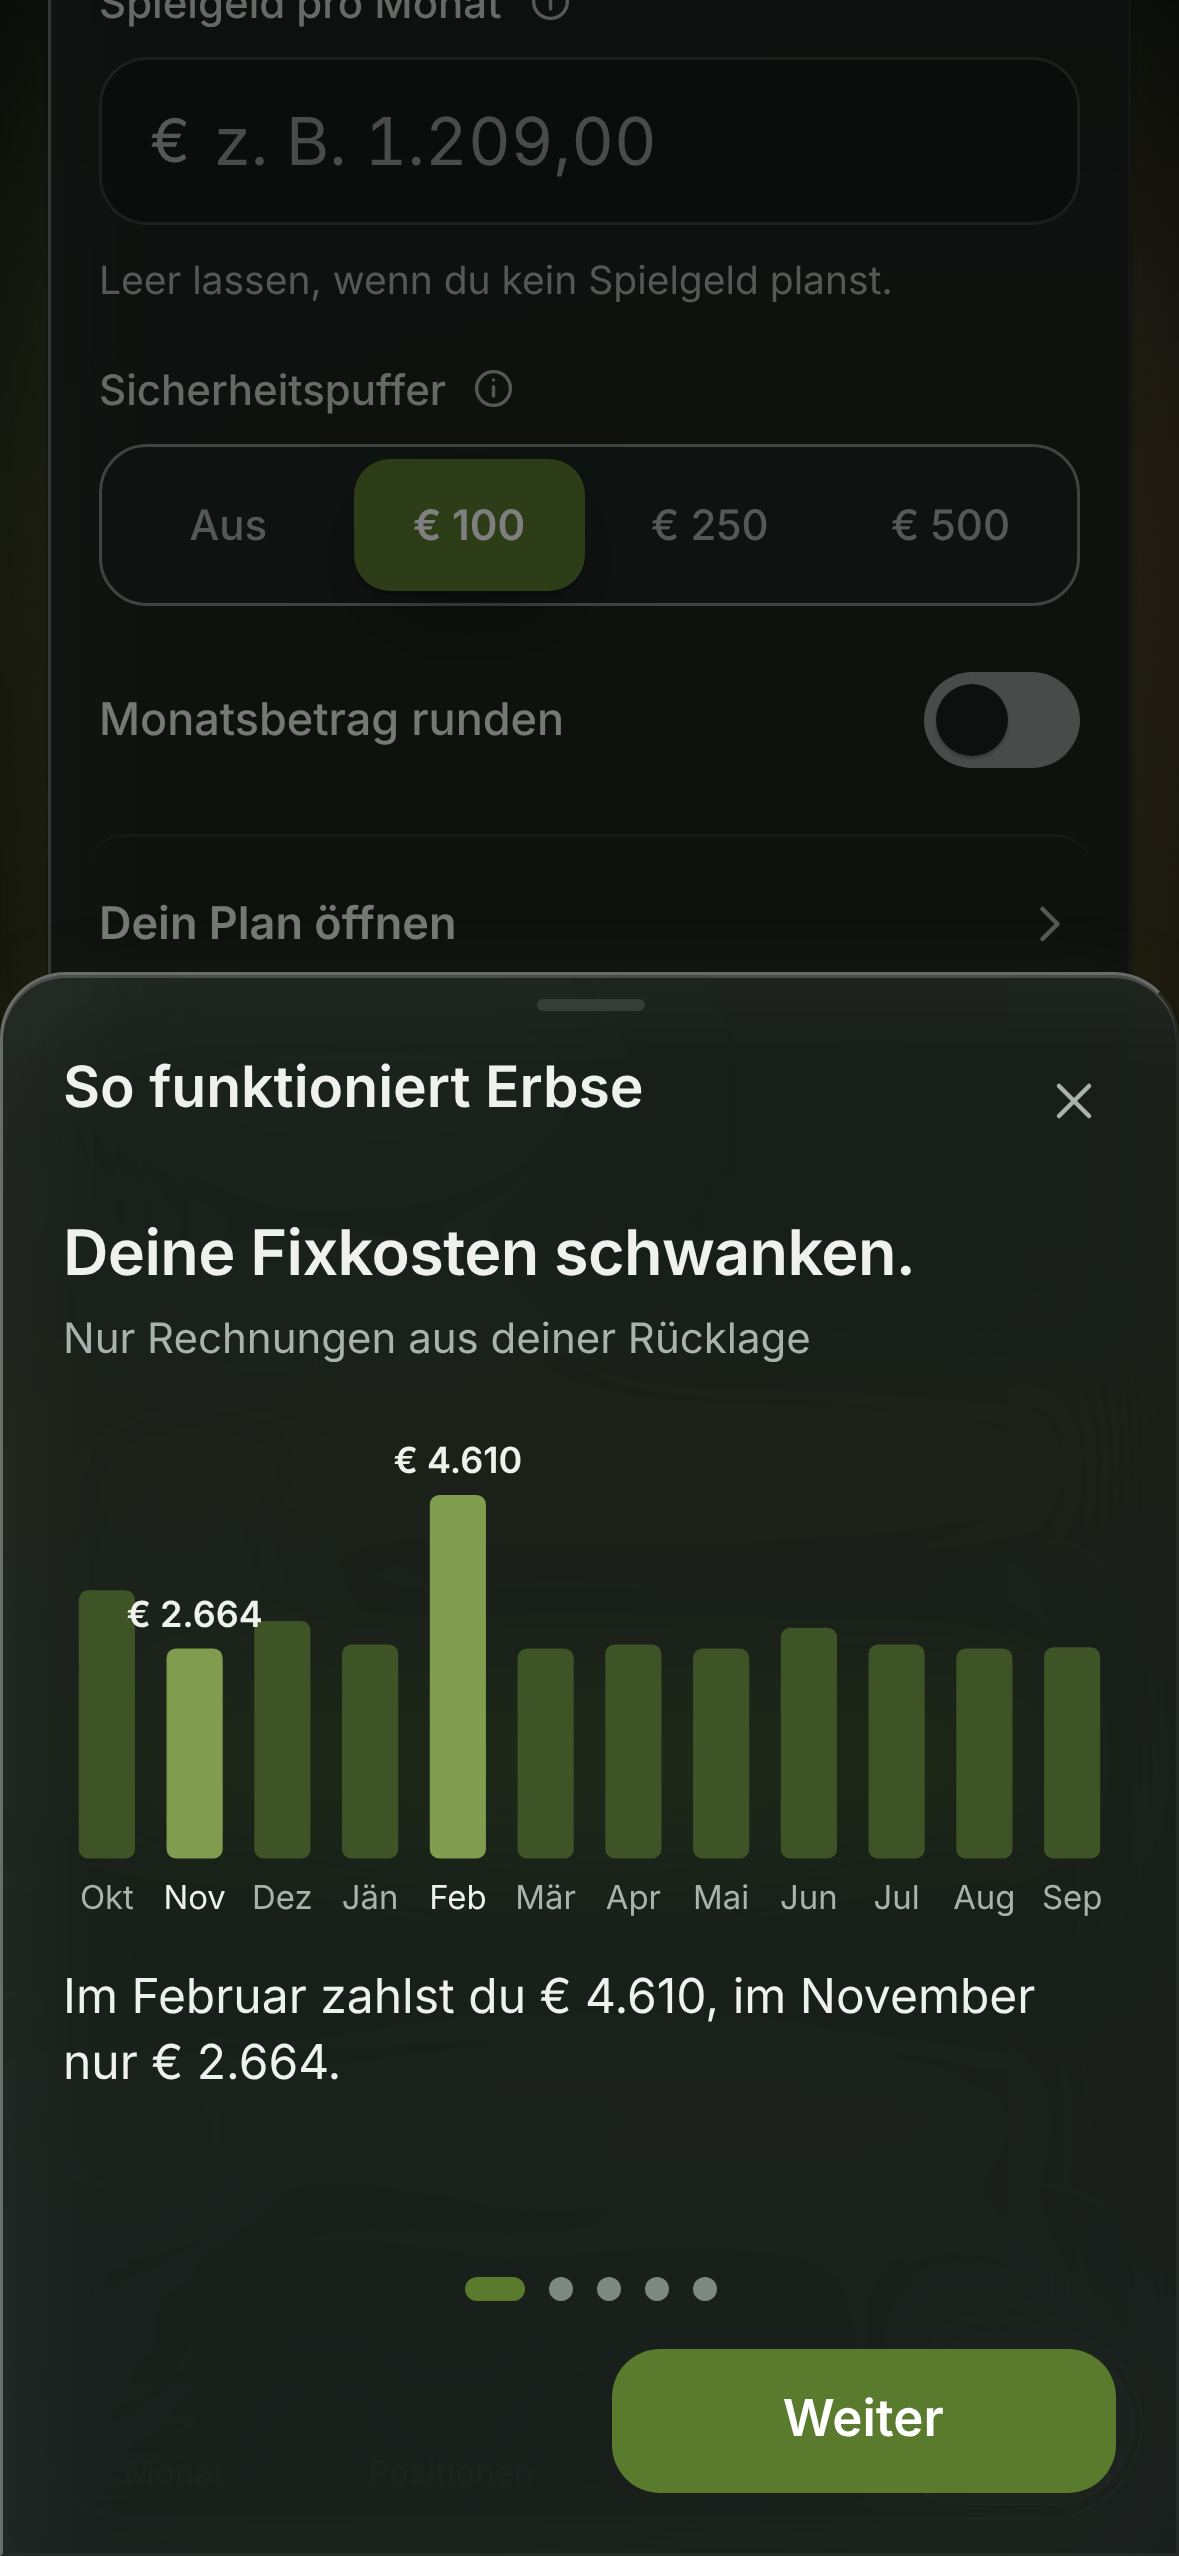 Spielgeld pro Monat
€ z. B. 1.209,00
Leer lassen, wenn du kein Spielgeld planst.
Sicherheitspuffer
Aus € 100 € 250 € 500
Monatsbetrag runden
Dein Plan öffnen
So funktioniert Erbse
Deine Fixkosten schwanken.
Nur Rechnungen aus deiner Rücklage
€ 4.610
€ 2.664
Okt Nov Dez Jän Feb Mär Apr Mai Jun Jul Aug Sep
Im Februar zahlst du € 4.610, im November
nur € 2.664.
Weiter
Monat Positionen